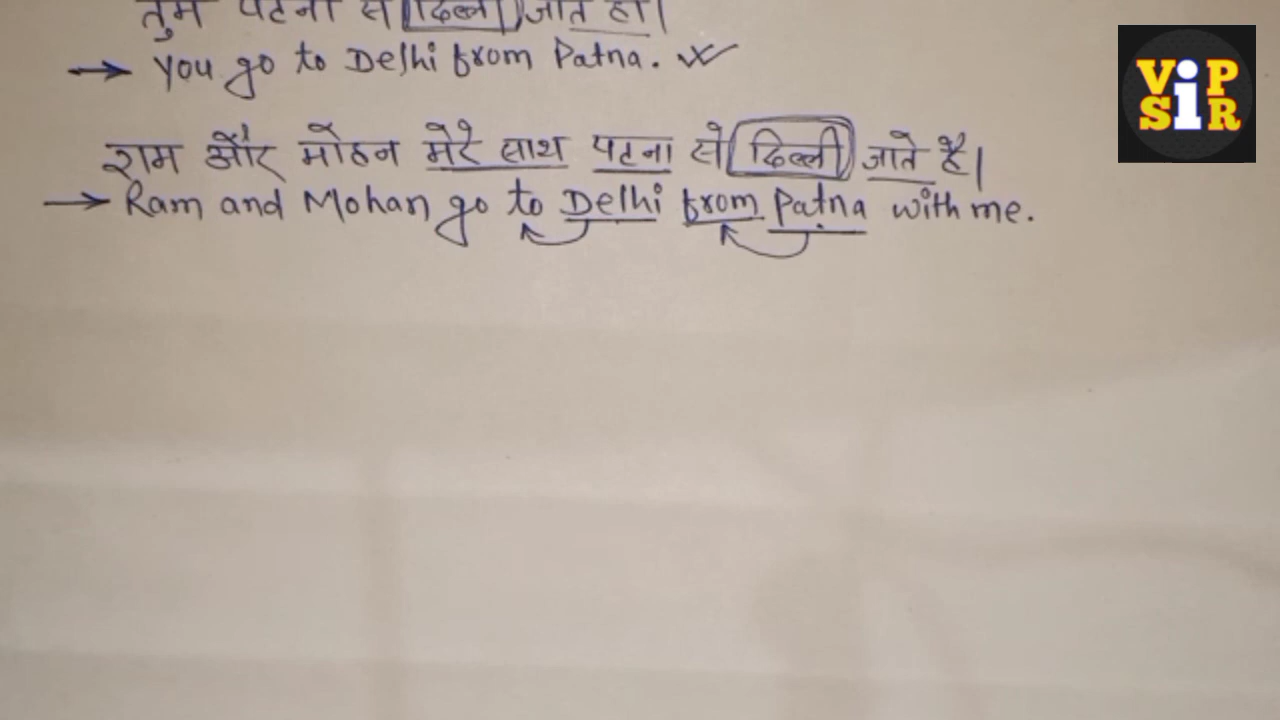 तुम पटना से दिल्ली जाते हो।
→ You go to Delhi from Patna.
राम और मोहन मेरे साथ पटना से दिल्ली जाते है।
→ Ram and Mohan go to Delhi from Patna with me.
ViP
SiR